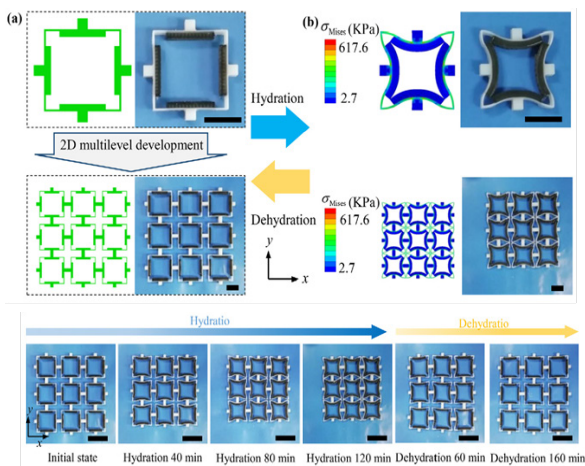 (a)
(b)
σMises (KPa)
617.6
2.7
Hydration
2D multilevel development
Dehydration
σMises (KPa)
617.6
2.7
y
x
Hydratio
Dehydratio
y
x
Initial state
Hydration 40 min
Hydration 80 min
Hydration 120 min
Dehydration 60 min
Dehydration 160 min